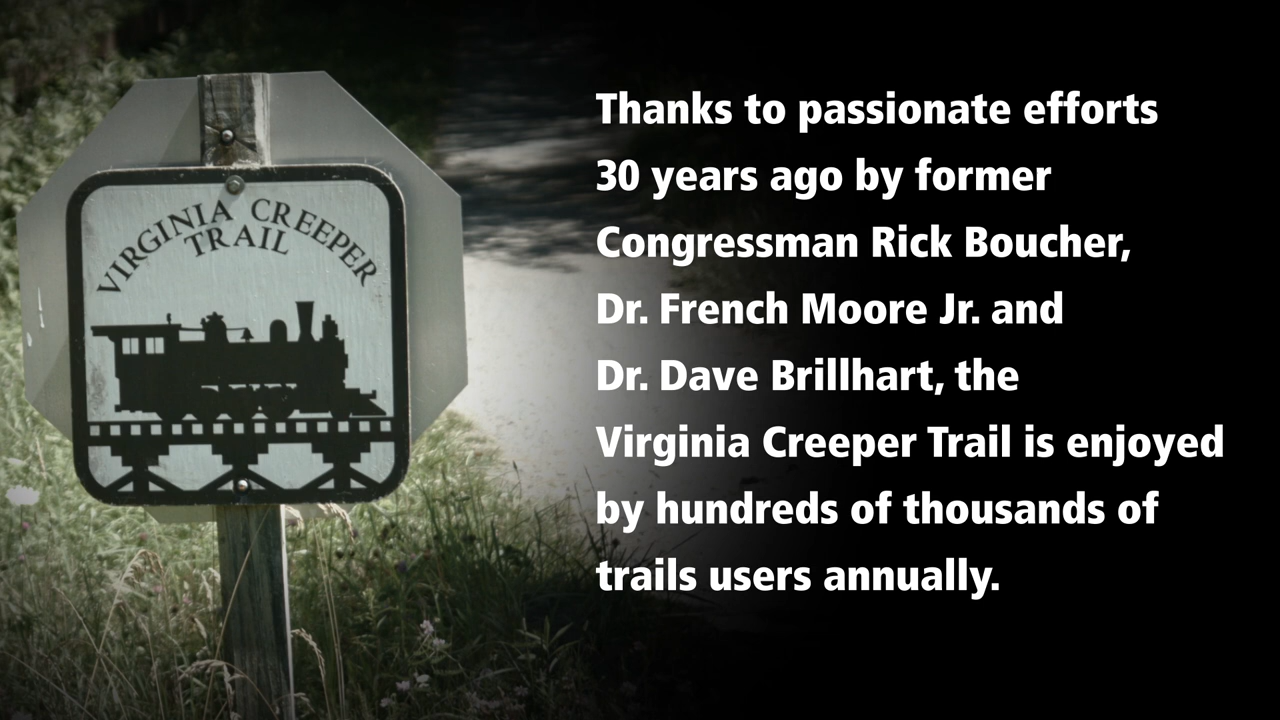 VIRGINIA CREEPER
TRAIL
Thanks to passionate efforts
30 years ago by former
Congressman Rick Boucher,
Dr. French Moore Jr. and
Dr. Dave Brillhart, the
Virginia Creeper Trail is enjoyed
by hundreds of thousands of
trails users annually.